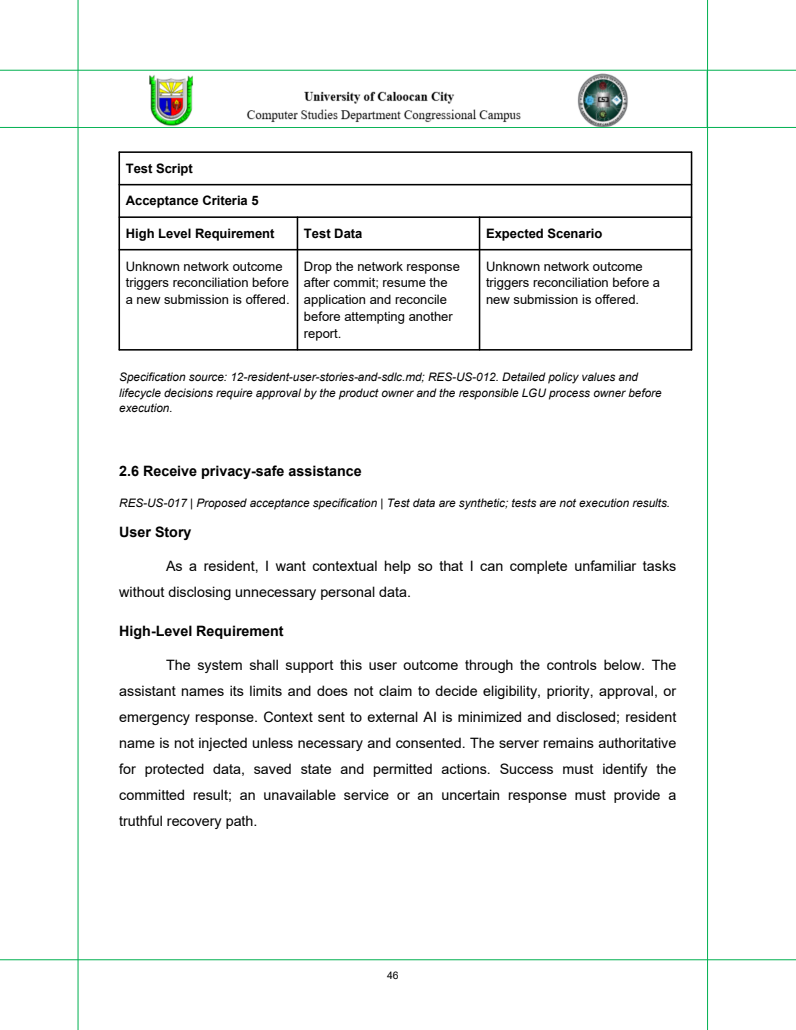 University of Caloocan City
Computer Studies Department Congressional Campus
Test Script
Acceptance Criteria 5
High Level Requirement
Test Data
Expected Scenario
Unknown network outcome
triggers reconciliation before
a new submission is offered.
Drop the network response
after commit; resume the
application and reconcile
before attempting another
report.
Unknown network outcome
triggers reconciliation before a
new submission is offered.
Specification source: 12-resident-user-stories-and-sdlc.md; RES-US-012. Detailed policy values and
lifecycle decisions require approval by the product owner and the responsible LGU process owner before
execution.
2.6 Receive privacy-safe assistance
RES-US-017 | Proposed acceptance specification | Test data are synthetic; tests are not execution results.
User Story
As a resident, I want contextual help so that I can complete unfamiliar tasks
without disclosing unnecessary personal data.
High-Level Requirement
The system shall support this user outcome through the controls below. The
assistant names its limits and does not claim to decide eligibility, priority, approval, or
emergency response. Context sent to external AI is minimized and disclosed; resident
name is not injected unless necessary and consented. The server remains authoritative
for protected data, saved state and permitted actions. Success must identify the
committed result; an unavailable service or an uncertain response must provide a
truthful recovery path.
46